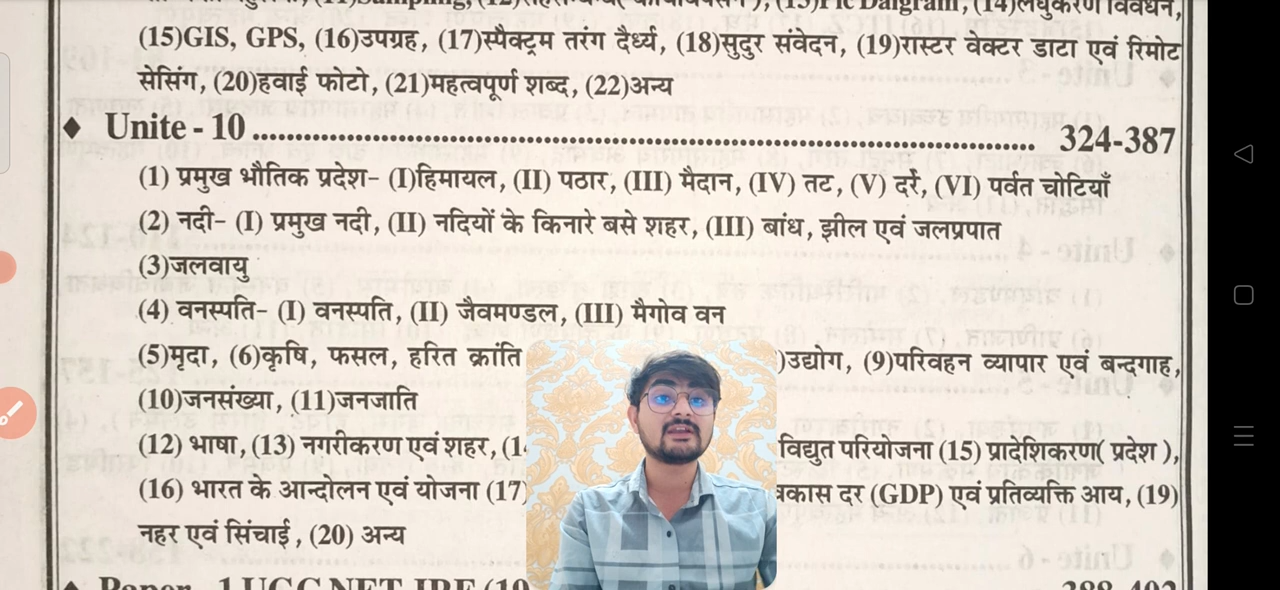 (15)GIS, GPS, (16)उपग्रह, (17)स्पैक्ट्रम तरंग दैर्ध्य, (18)सुदुर संवेदन, (19)रास्टर वेक्टर डाटा एवं रिमोट
सेसिंग, (20)हवाई फोटो, (21)महत्वपूर्ण शब्द, (22)अन्य
♦ Unite - 10 ........................ 324-387
(1) प्रमुख भौतिक प्रदेश- (I)हिमायल, (II) पठार, (III) मैदान, (IV) तट, (V) दर्रे, (VI) पर्वत चोटियाँ
(2) नदी- (I) प्रमुख नदी, (II) नदियों के किनारे बसे शहर, (III) बांध, झील एवं जलप्रपात
(3)जलवायु
(4) वनस्पति- (I) वनस्पति, (II) जैवमण्डल, (III) मैगोव वन
(5)मृदा, (6)कृषि, फसल, हरित क्रांति )उद्योग, (9)परिवहन व्यापार एवं बन्दगाह,
(10)जनसंख्या, (11)जनजाति
(12) भाषा, (13) नगरीकरण एवं शहर, विद्युत परियोजना (15) प्रादेशिकरण( प्रदेश ),
(16) भारत के आन्दोलन एवं योजना (17) दर (GDP) एवं प्रतिव्यक्ति आय, (19)
नहर एवं सिंचाई, (20) अन्य